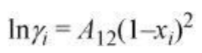 lnγᵢ = A₁₂(1–xᵢ)²